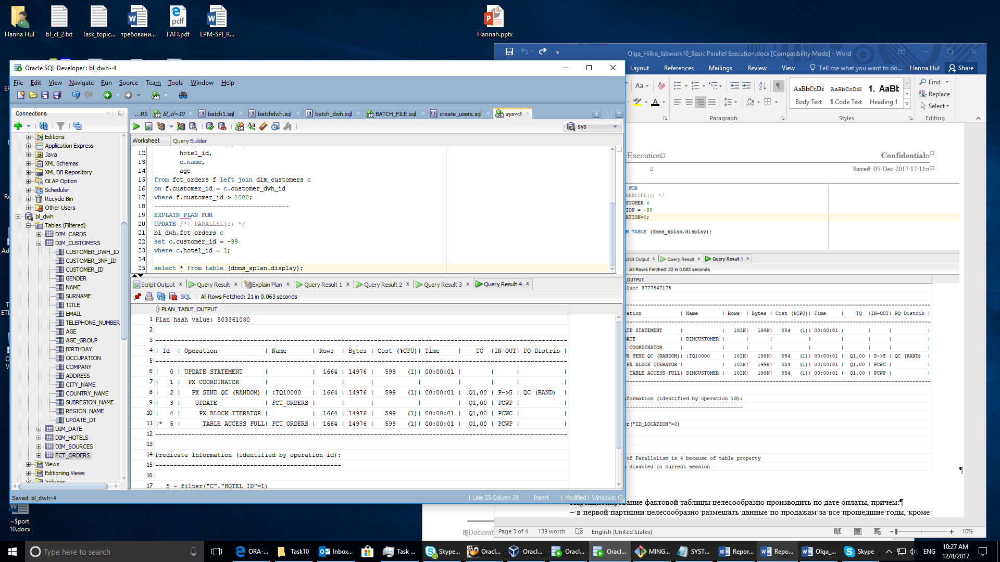 Hanna Hul
bl_cl_2.txt
Task_topic...
требовани...
ГАП.pdf
EPM-SPI_R...
Hannah.pptx
Oracle SQL Developer : bl_dwh~4
File Edit View Navigate Run Source Team Tools Window Help
Connections
Editions
Application Express
Java
XML Schemas
XML DB Repository
OLAP Option
Scheduler
Recycle Bin
Other Users
bl_dwh
Tables (Filtered)
DIM_CARDS
DIM_CUSTOMERS
CUSTOMER_DWH_ID
CUSTOMER_3NF_ID
CUSTOMER_ID
GENDER
NAME
SURNAME
TITLE
EMAIL
TELEPHONE_NUMBER
AGE
AGE_GROUP
BIRTHDAY
OCCUPATION
COMPANY
ADDRESS
CITY_NAME
COUNTRY_NAME
SUBREGION_NAME
REGION_NAME
UPDATE_DT
DIM_DATE
DIM_HOTELS
DIM_SOURCES
FCT_ORDERS
Views
Editioning Views
Indexes
...RS bl_cl~10 batch1.sql batchdwh.sql batch_dwh.sql BATCH_FILE.sql create_users.sql sys~5
sys
Worksheet Query Builder
12 hotel_id,
13 c.name,
14 age
15 from fct_orders f left join dim_customers c
16 on f.customer_id = c.customer_dwh_id
17 where f.customer_id > 1000;
18 -------------------------------------
19 EXPLAIN PLAN FOR
20 UPDATE /*+ PARALLEL(c) */
21 bl_dwh.fct_orders c
22 set c.customer_id = -99
23 where c.hotel_id = 1;
24
25 select * from table (dbms_xplan.display);
Script Output Query Result Explain Plan Query Result 1 Query Result 2 Query Result 3 Query Result 4
SQL | All Rows Fetched: 21 in 0.063 seconds
PLAN_TABLE_OUTPUT
1 Plan hash value: 803361030
2
3 ----------------------------------------------------------------
4 | Id | Operation | Name | Rows | Bytes | Cost (%CPU)| Time | TQ |IN-OUT| PQ Distrib |
5 ----------------------------------------------------------------
6 | 0 | UPDATE STATEMENT | | 1664 | 14976 | 599 (1)| 00:00:01 | | | |
7 | 1 | PX COORDINATOR | | | | | | | | |
8 | 2 | PX SEND QC (RANDOM) | :TQ10000 | 1664 | 14976 | 599 (1)| 00:00:01 | Q1,00 | P->S | QC (RAND) |
9 | 3 | UPDATE | FCT_ORDERS | | | | | Q1,00 | PCWP | |
10 | 4 | PX BLOCK ITERATOR | | 1664 | 14976 | 599 (1)| 00:00:01 | Q1,00 | PCWC | |
11 |* 5 | TABLE ACCESS FULL| FCT_ORDERS | 1664 | 14976 | 599 (1)| 00:00:01 | Q1,00 | PCWP | |
12 ----------------------------------------------------------------
13
14 Predicate Information (identified by operation id):
15 ---------------------------------------------------
16
17 5 - filter("C"."HOTEL_ID"=1)
Saved: bl_dwh~4
| Line 25 Column 29 | Insert | Modified | Windows: CF
Olga_Hilko_labwork10_Basic Parallel Execution.docx [Compatibility Mode] - Word
Layout References Mailings Review View Tell me what you want to do... Hanna Hul Share
AaBbCcDd AaBbCcDdI 1. AaBb
Body Text ¶ Code Text Heading 1
Find
Replace
Select
Paragraph Styles Editing
Execution¤ Confidential¤
¤ Saved: 05-Dec-2017 17:11¤
FOR
PARALLEL(c) */
STOMER c
ION = -99
ATION=0;
M TABLE (dbms_xplan.display);
cript Output Query Result Query Result 1
All Rows Fetched: 22 in 0.082 seconds
_OUTPUT
lue: 3777847175
ation | Name | Rows | Bytes | Cost (%CPU)| Time | TQ |IN-OUT| PQ Distrib |
TE STATEMENT | | 102K| 199K| 854 (1)| 00:00:01 | | | |
DATE | DIMCUSTOMER | | | | | | | |
X COORDINATOR | | | | | | | | |
PX SEND QC (RANDOM)| :TQ10000 | 102K| 199K| 854 (1)| 00:00:01 | Q1,00 | P->S | QC (RAND) |
PX BLOCK ITERATOR | | 102K| 199K| 854 (1)| 00:00:01 | Q1,00 | PCWC | |
TABLE ACCESS FULL| DIMCUSTOMER | 102K| 199K| 854 (1)| 00:00:01 | Q1,00 | PCWP | |
nformation (identified by operation id):
er("ID_LOCATION"=0)
of Parallelism is 4 because of table property
disabled in current session
¶
Партиционирование фактовой таблицы целесообразно производить по дате оплаты, причем:¶
– в первой партиции целесообразно размещать данные по продажам за все прошедшие годы, кроме
Page 3 of 4 139 words English (United States) 10%
8 Decemb
~$port
10.docx
Type here to search
ORA-... Task10 Inbox... Task ... Skype... Oracl... Oracl... Oracl... Oracl... MING... SYST... Repor... Repo... Olga_... Skype ENG
10:27 AM
12/8/2017